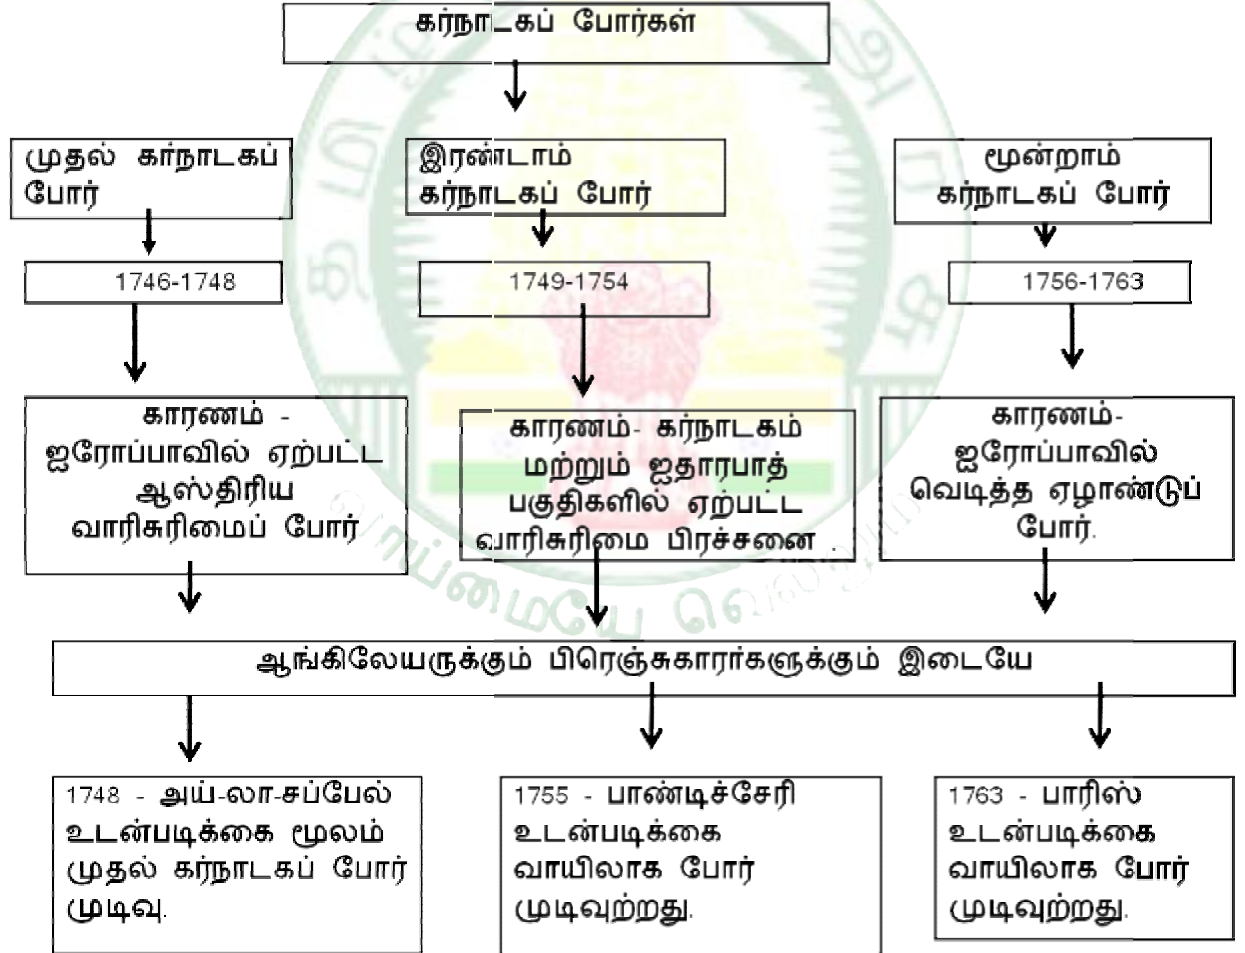 கர்நாடகப் போர்கள்
முதல் கர்நாடகப்
போர்
இரண்டாம்
கர்நாடகப் போர்
மூன்றாம்
கர்நாடகப் போர்
1746-1748
1749-1754
1756-1763
காரணம் -
ஐரோப்பாவில் ஏற்பட்ட
ஆஸ்திரிய
வாரிசுரிமைப் போர்
காரணம்- கர்நாடகம்
மற்றும் ஐதாரபாத்
பகுதிகளில் ஏற்பட்ட
வாரிசுரிமை பிரச்சனை
காரணம்-
ஐரோப்பாவில்
வெடித்த ஏழாண்டுப்
போர்.
ஆங்கிலேயருக்கும் பிரெஞ்சுகாரர்களுக்கும் இடையே
1748 - அய்-லா-சப்பேல்
உடன்படிக்கை மூலம்
முதல் கர்நாடகப் போர்
முடிவு.
1755 - பாண்டிச்சேரி
உடன்படிக்கை
வாயிலாக போர்
முடிவுற்றது.
1763 - பாரிஸ்
உடன்படிக்கை
வாயிலாக போர்
முடிவுற்றது.
தமிழ் அரசு
வாய்மையே வெல்லும்